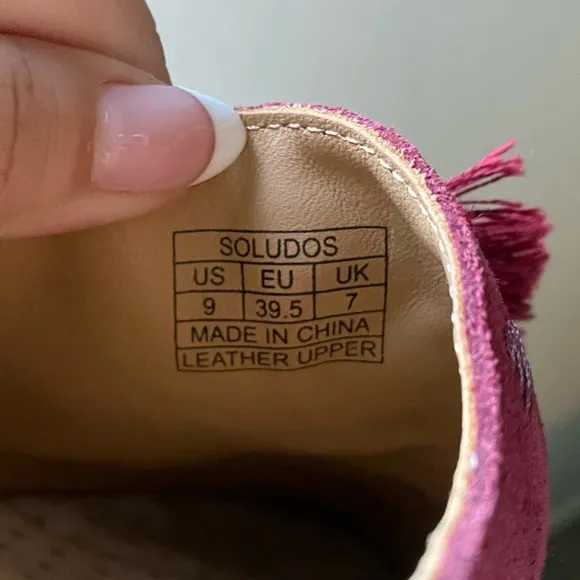 SOLUDOS
US EU UK
9 39.5 7
MADE IN CHINA
LEATHER UPPER